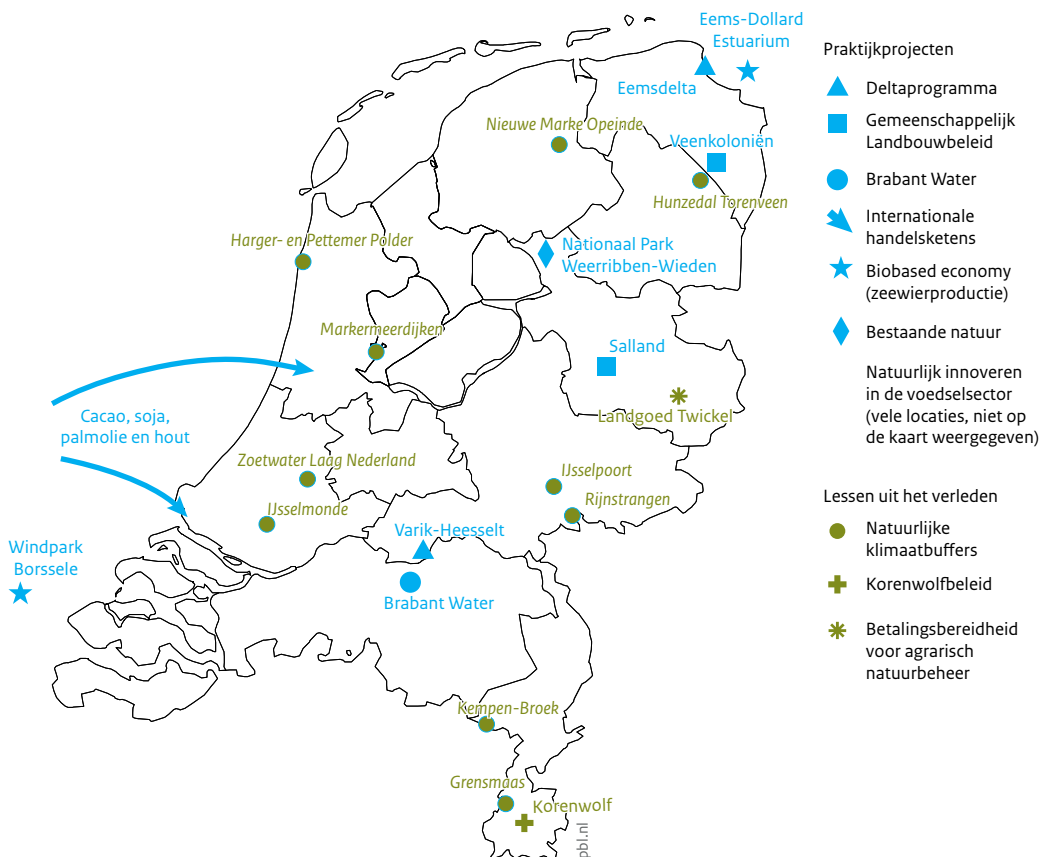 Eems-Dollard
Estuarium
Eemsdelta
Nieuwe Marke Opeinde
Veenkoloniën
Hunzedal Torenveen
Harger- en Pettemer Polder
Nationaal Park
Weerribben-Wieden
Markermeerdijken
Salland
Landgoed Twickel
Cacao, soja,
palmolie en hout
Zoetwater Laag Nederland
IJsselmonde
IJsselpoort
Rijnstrangen
Varik-Heesselt
Windpark
Borssele
Brabant Water
Kempen-Broek
Grensmaas
Korenwolf
pbl.nl
Praktijkprojecten
Deltaprogramma
Gemeenschappelijk
Landbouwbeleid
Brabant Water
Internationale
handelsketens
Biobased economy
(zeewierproductie)
Bestaande natuur
Natuurlijk innoveren
in de voedselsector
(vele locaties, niet op
de kaart weergegeven)
Lessen uit het verleden
Natuurlijke
klimaatbuffers
Korenwolfbeleid
Betalingsbereidheid
voor agrarisch
natuurbeheer